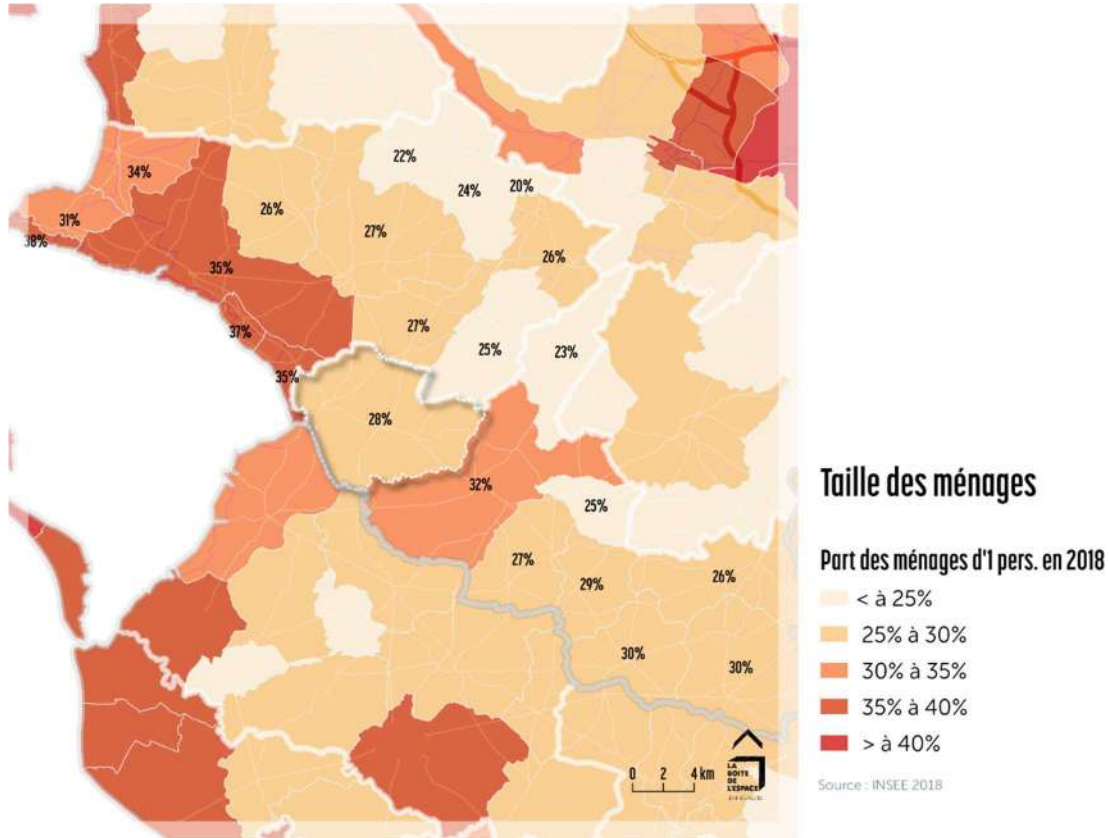 34%
22%
24%
20%
31%
26%
27%
38%
35%
26%
37%
27%
25%
23%
35%
28%
32%
25%
27%
29%
26%
30%
30%
0 2 4 km
LA
BOITE
DE
L'ESPACE
Taille des ménages
Part des ménages d'1 pers. en 2018
< à 25%
25% à 30%
30% à 35%
35% à 40%
> à 40%
Source : INSEE 2018